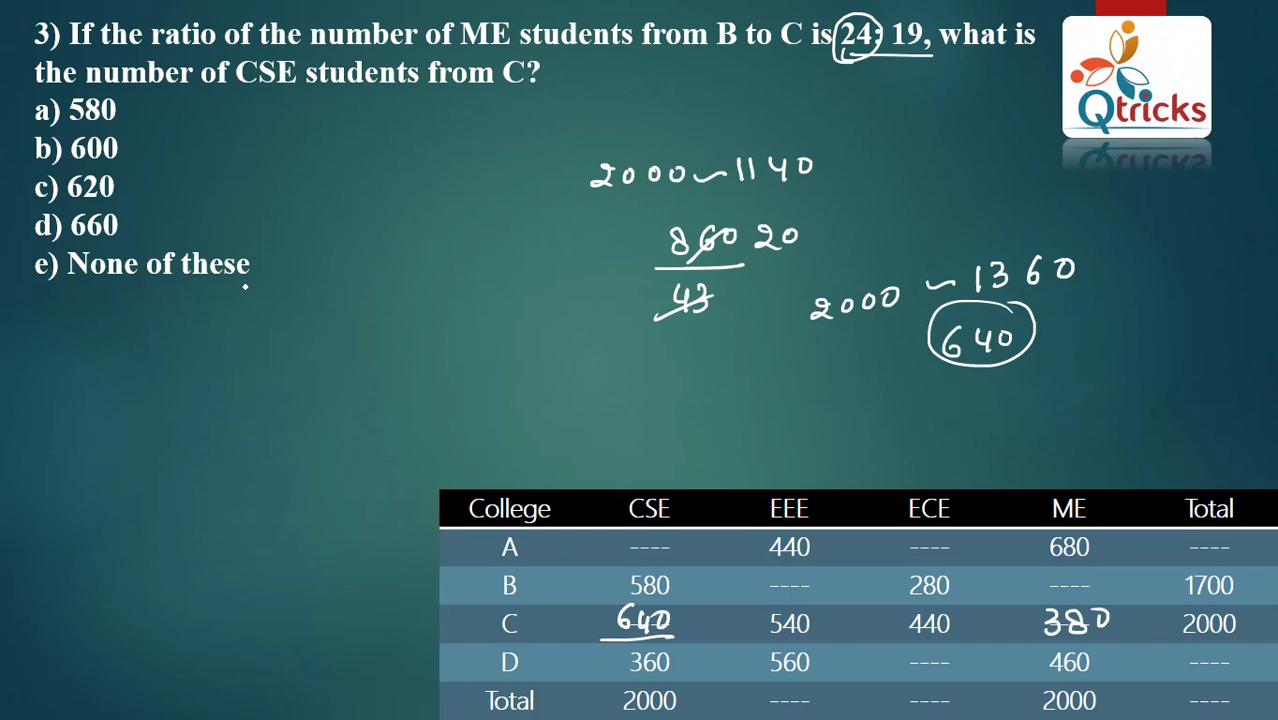 3) If the ratio of the number of ME students from B to C is 24: 19, what is
the number of CSE students from C?
a) 580
b) 600
c) 620
d) 660
e) None of these
Qtricks
2000 ~ 1140
860 20
43
2000 ~ 1360
640
College CSE EEE ECE ME Total
A ---- 440 ---- 680 ----
B 580 ---- 280 ---- 1700
C 640 540 440 380 2000
D 360 560 ---- 460 ----
Total 2000 ---- ---- 2000